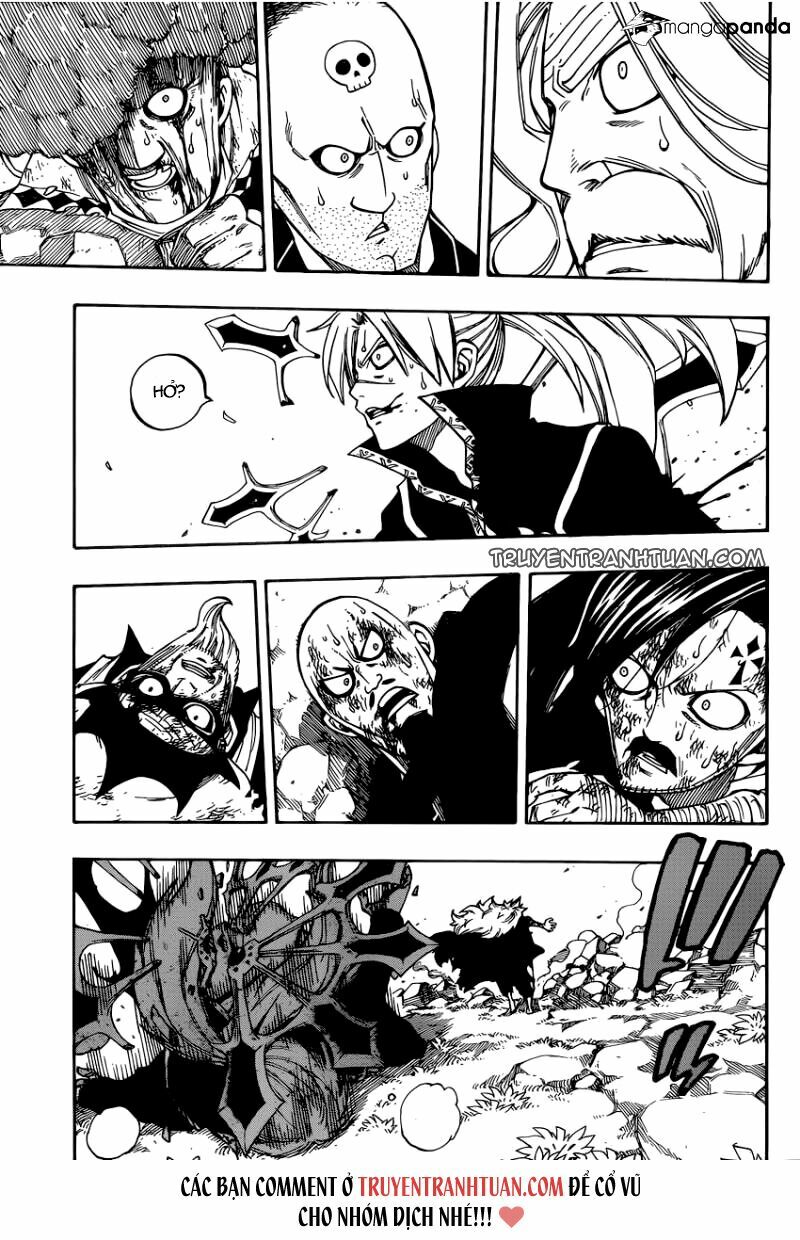 mangapanda
HỞ?
TRUYENTRANHTUAN.COM
!!!
!!
CÁC BẠN COMMENT Ở TRUYENTRANHTUAN.COM ĐỂ CỔ VŨ
CHO NHÓM DỊCH NHÉ!!! ❤